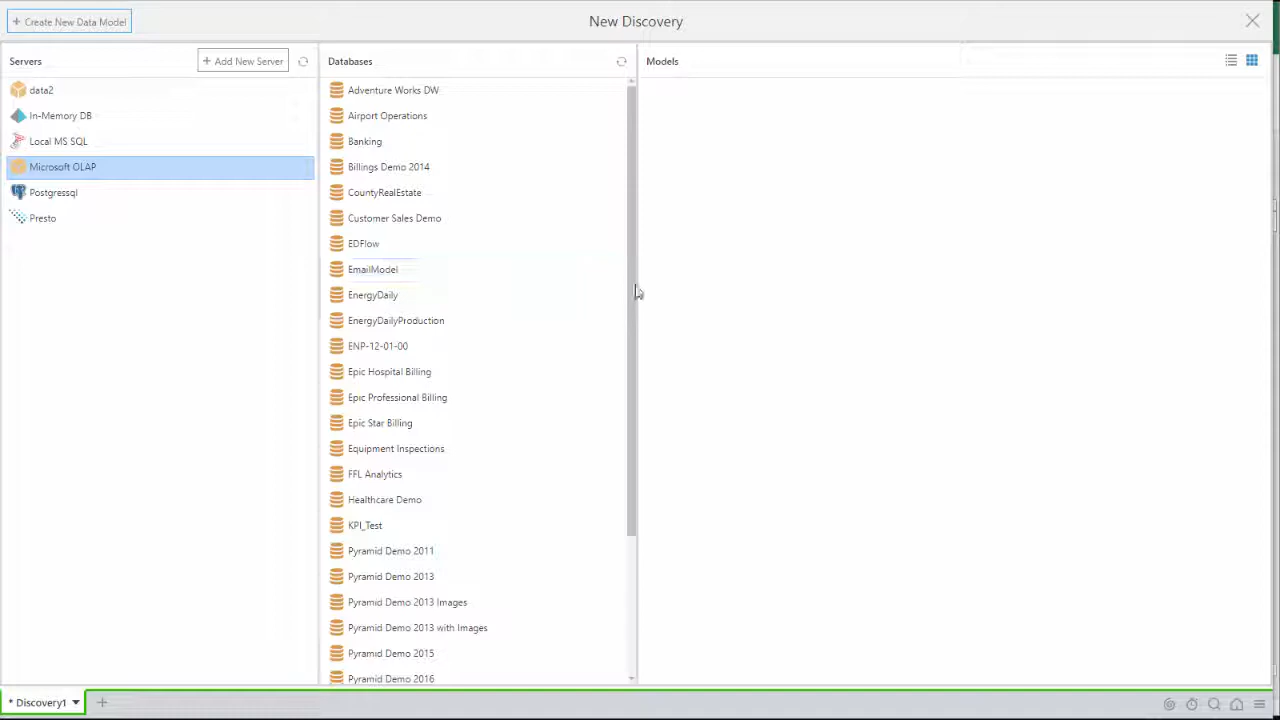 + Create New Data Model
New Discovery
Servers
+ Add New Server
data2
In-Memory DB
Local MS SQL
Microsoft OLAP
Postgressql
Presto
Databases
Adventure Works DW
Airport Operations
Banking
Billings Demo 2014
CountyRealEstate
Customer Sales Demo
EDFlow
EmailModel
EnergyDaily
EnergyDailyProduction
ENP-12-01-00
Epic Hospital Billing
Epic Professional Billing
Epic Star Billing
Equipment Inspections
FFL Analytics
Healthcare Demo
KPI_Test
Pyramid Demo 2011
Pyramid Demo 2013
Pyramid Demo 2013 Images
Pyramid Demo 2013 with Images
Pyramid Demo 2015
Pyramid Demo 2016
Models
* Discovery1